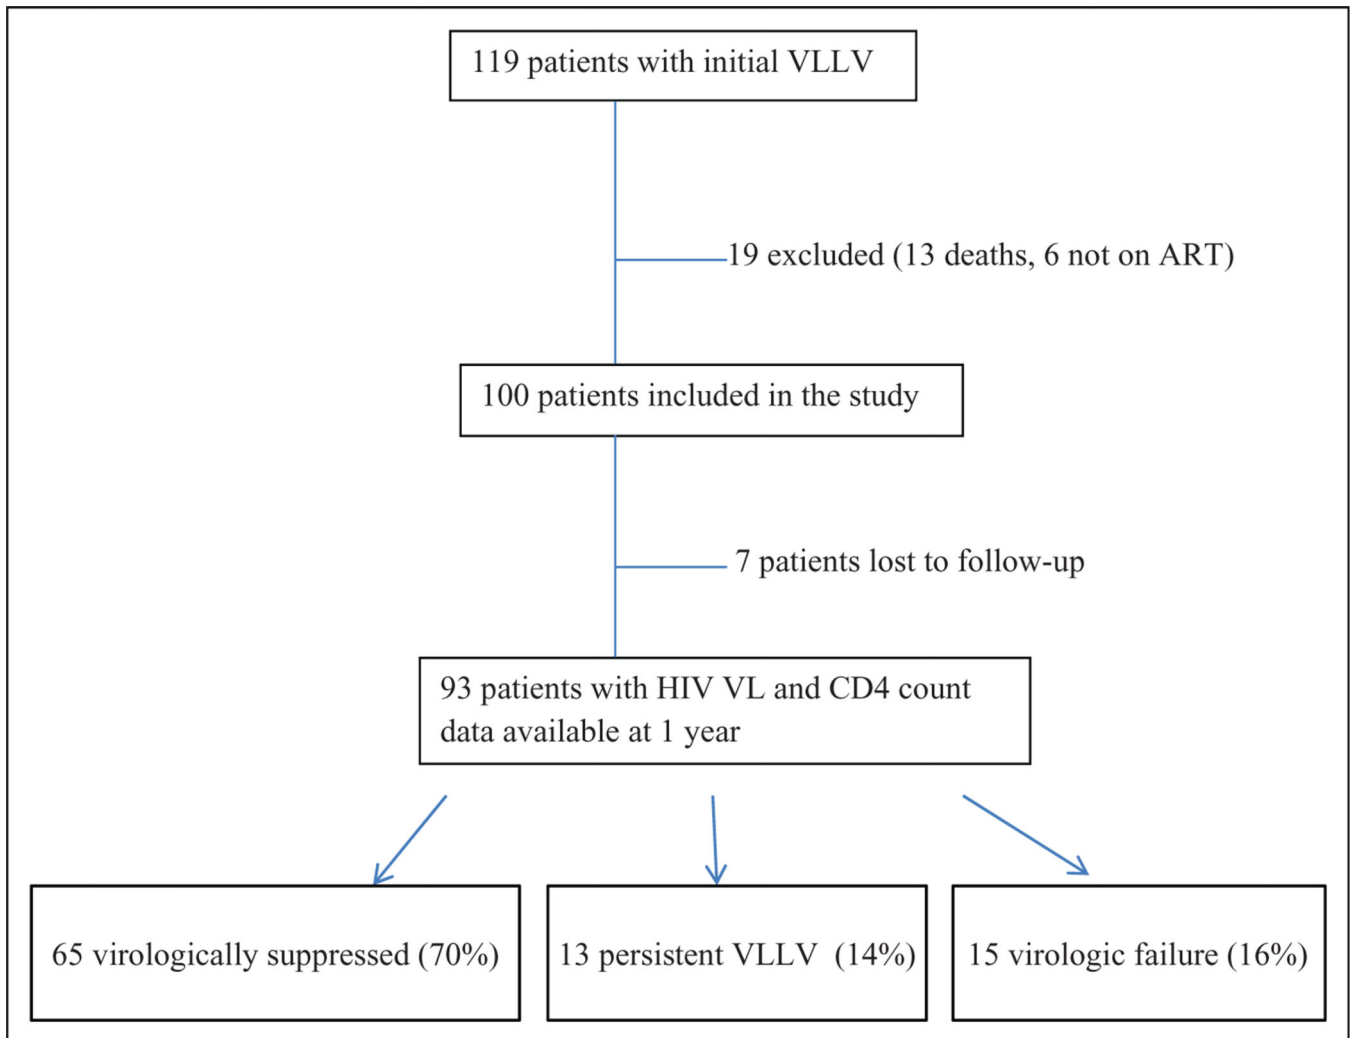 119 patients with initial VLLV
19 excluded (13 deaths, 6 not on ART)
100 patients included in the study
7 patients lost to follow-up
93 patients with HIV VL and CD4 count
data available at 1 year
65 virologically suppressed (70%)
13 persistent VLLV (14%)
15 virologic failure (16%)